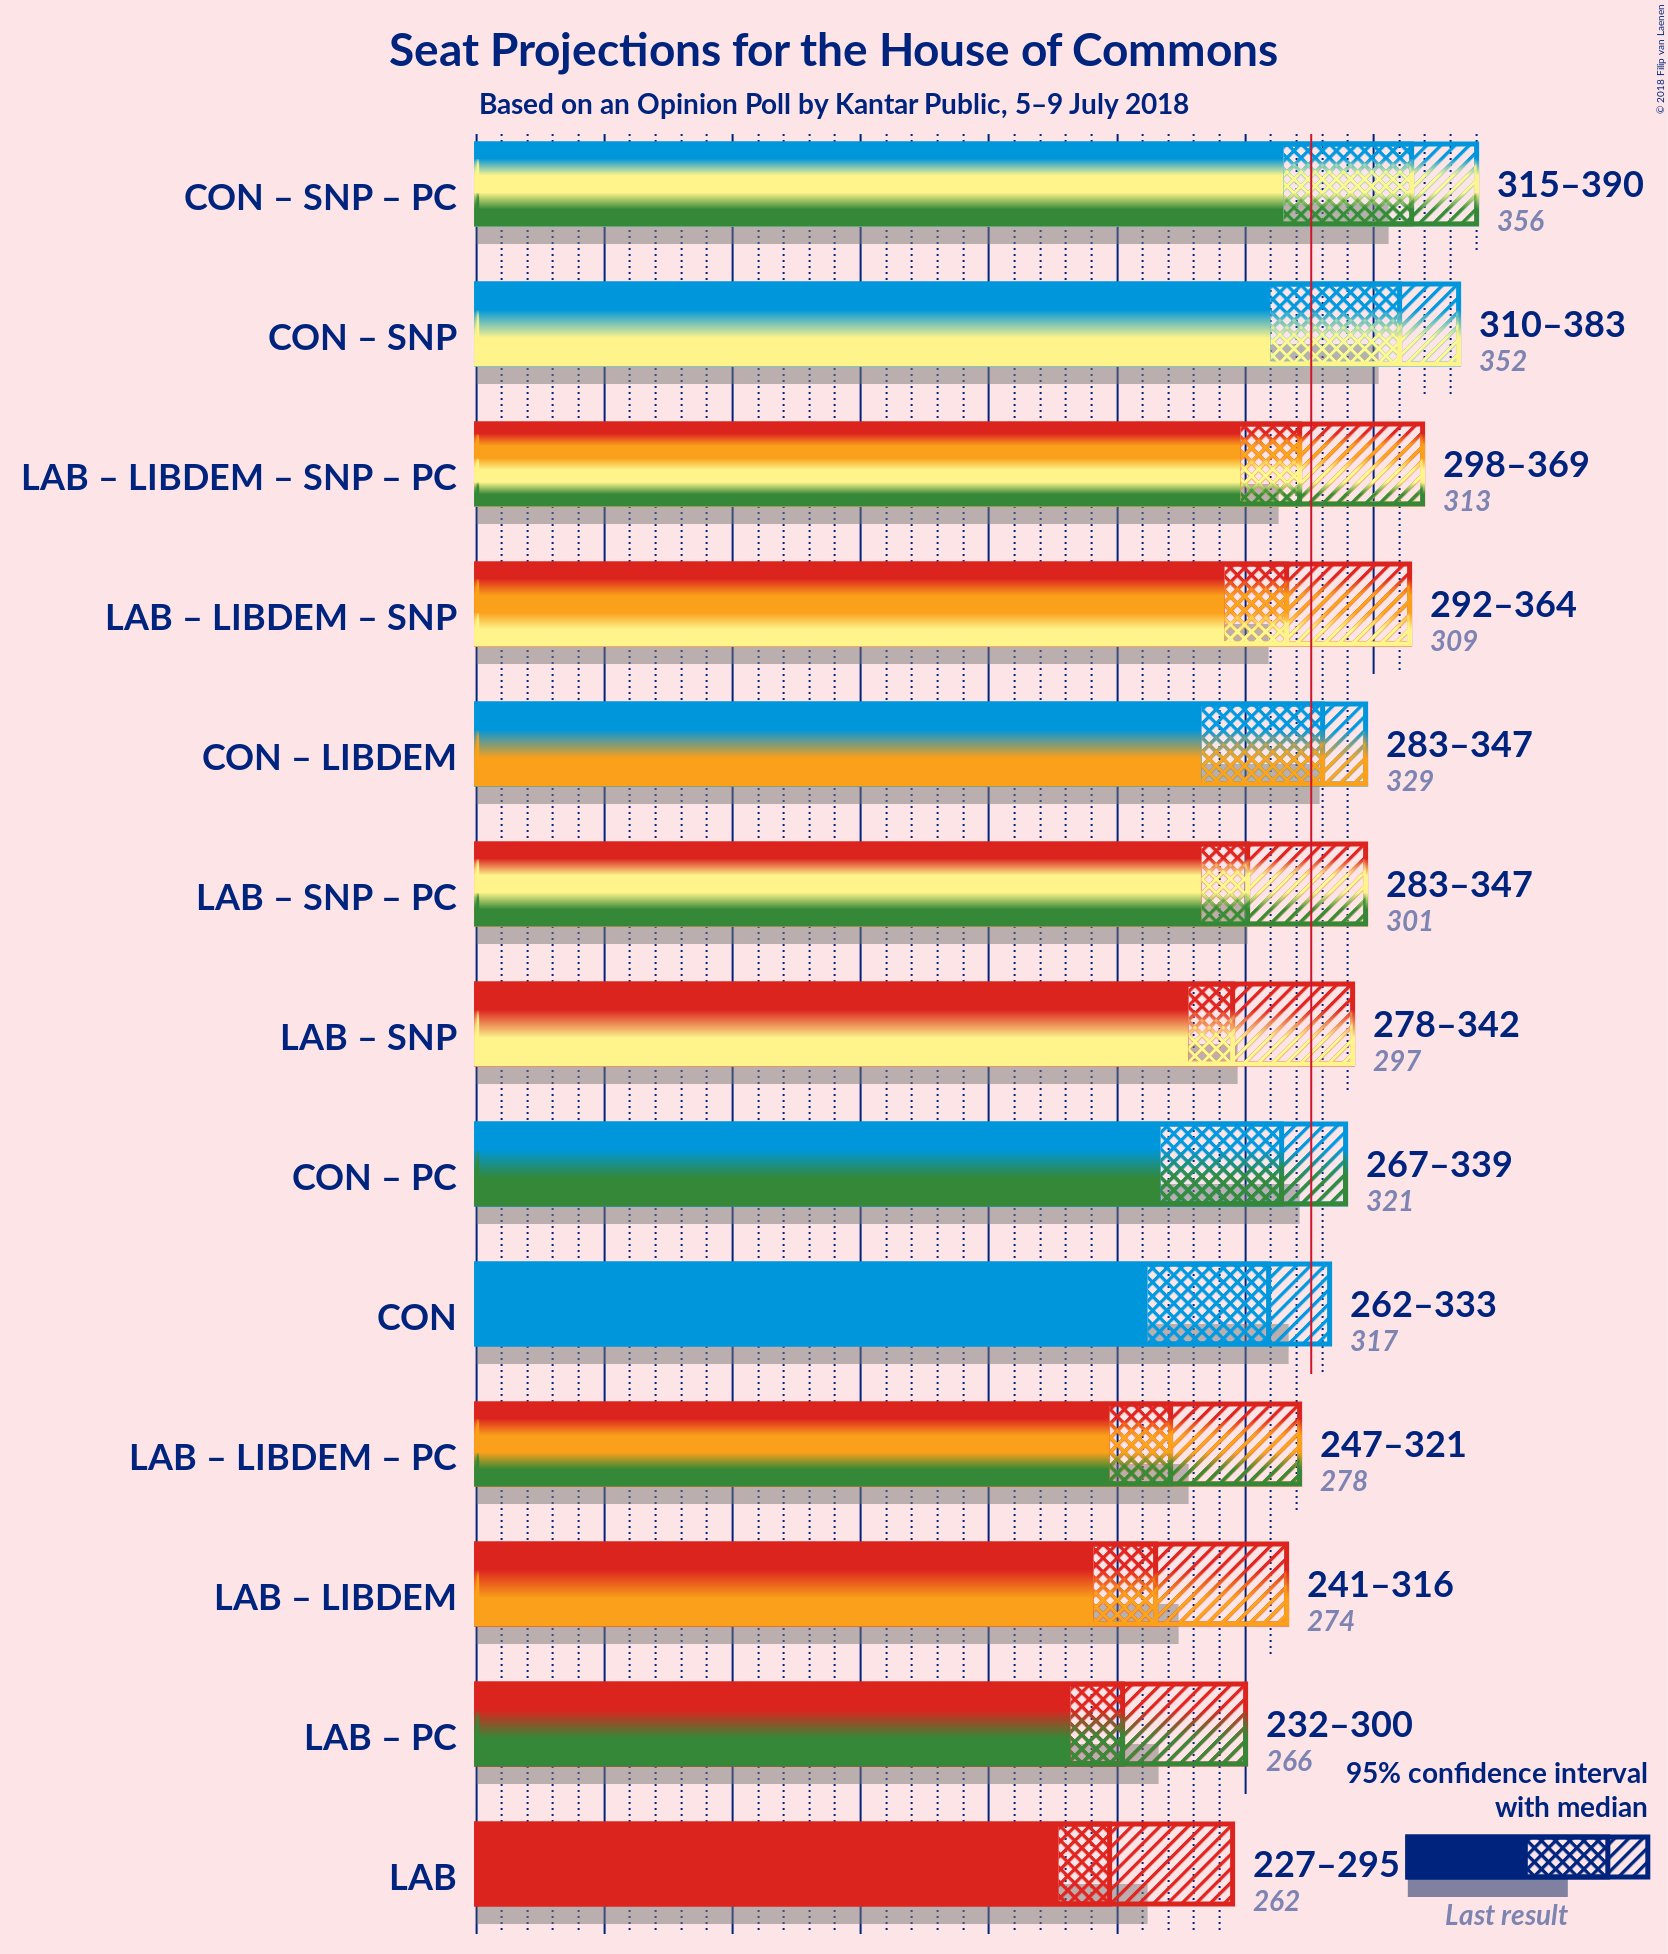 Seat Projections for the House of Commons
Based on an Opinion Poll by Kantar Public, 5–9 July 2018
© 2018 Filip van Laenen
CON – SNP – PC
315–390
356
CON – SNP
310–383
352
LAB – LIBDEM – SNP – PC
298–369
313
LAB – LIBDEM – SNP
292–364
309
CON – LIBDEM
283–347
329
LAB – SNP – PC
283–347
301
LAB – SNP
278–342
297
CON – PC
267–339
321
CON
262–333
317
LAB – LIBDEM – PC
247–321
278
LAB – LIBDEM
241–316
274
LAB – PC
232–300
266
LAB
227–295
262
95% confidence interval
with median
Last result